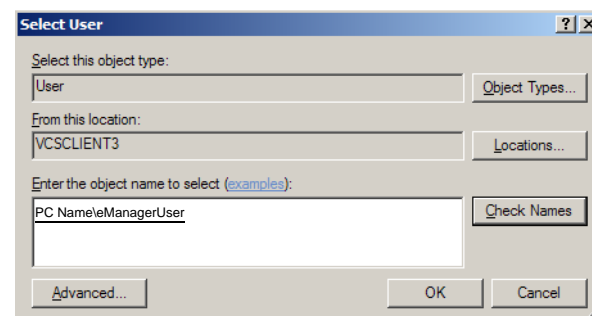 Select User
Select this object type:
User
Object Types...
From this location:
VCSCLIENT3
Locations...
Enter the object name to select (examples):
PC Name\eManagerUser
Check Names
Advanced...
OK
Cancel